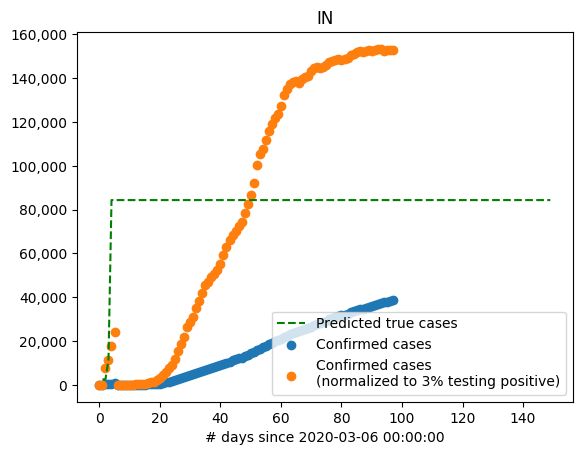 IN
160,000
140,000
120,000
100,000
80,000
60,000
40,000
20,000
0
Predicted true cases
Confirmed cases
Confirmed cases
(normalized to 3% testing positive)
0 20 40 60 80 100 120 140
# days since 2020-03-06 00:00:00